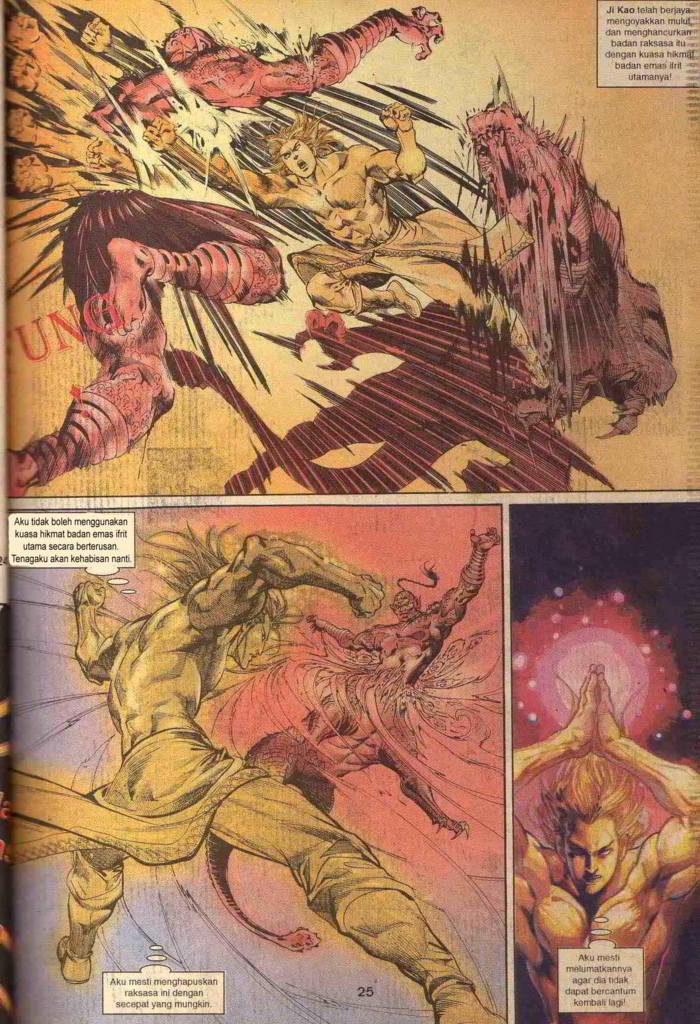 Ji Kao telah berjaya
mengoyakkan mulut
dan menghancurkan
badan raksasa itu
dengan kuasa hikmat
badan emas ifrit
utamanya!
FUNG
Aku tidak boleh menggunakan
kuasa hikmat badan emas ifrit
utama secara berterusan.
Tenagaku akan kehabisan nanti.
Aku mesti menghapuskan
raksasa ini dengan
secepat yang mungkin.
25
Aku mesti
melumatkannya
agar dia tidak
dapat bercantum
kembali lagi!